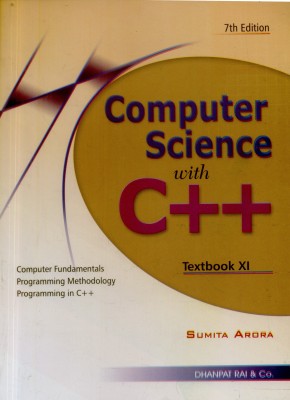 7th Edition
Computer
Science
with
C++
Textbook XI
Computer Fundamentals
Programming Methodology
Programming in C++
SUMITA ARORA
DHANPAT RAI & CO.